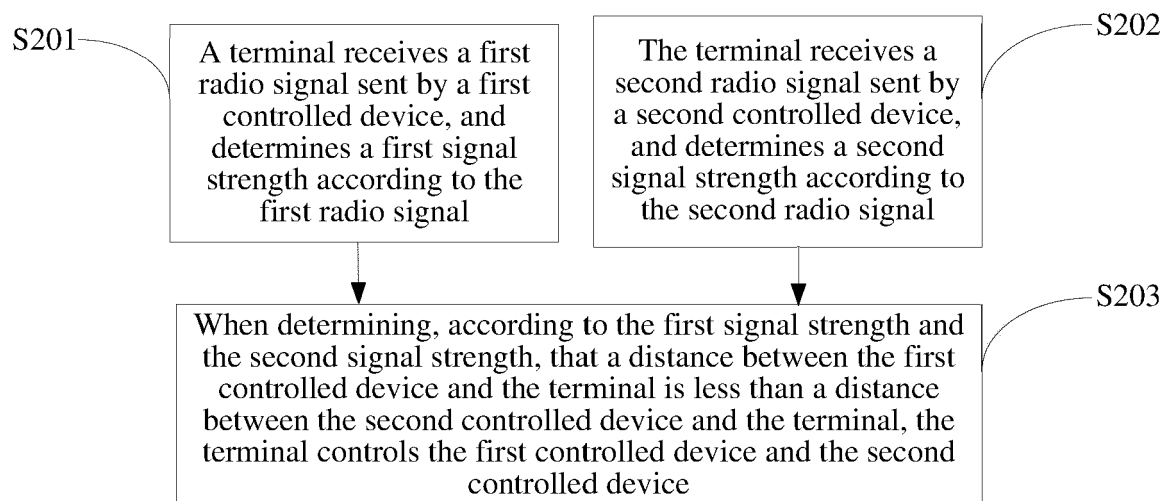 S201
A terminal receives a first
radio signal sent by a first
controlled device, and
determines a first signal
strength according to the
first radio signal
S202
The terminal receives a
second radio signal sent by
a second controlled device,
and determines a second
signal strength according to
the second radio signal
S203
When determining, according to the first signal strength and
the second signal strength, that a distance between the first
controlled device and the terminal is less than a distance
between the second controlled device and the terminal, the
terminal controls the first controlled device and the second
controlled device